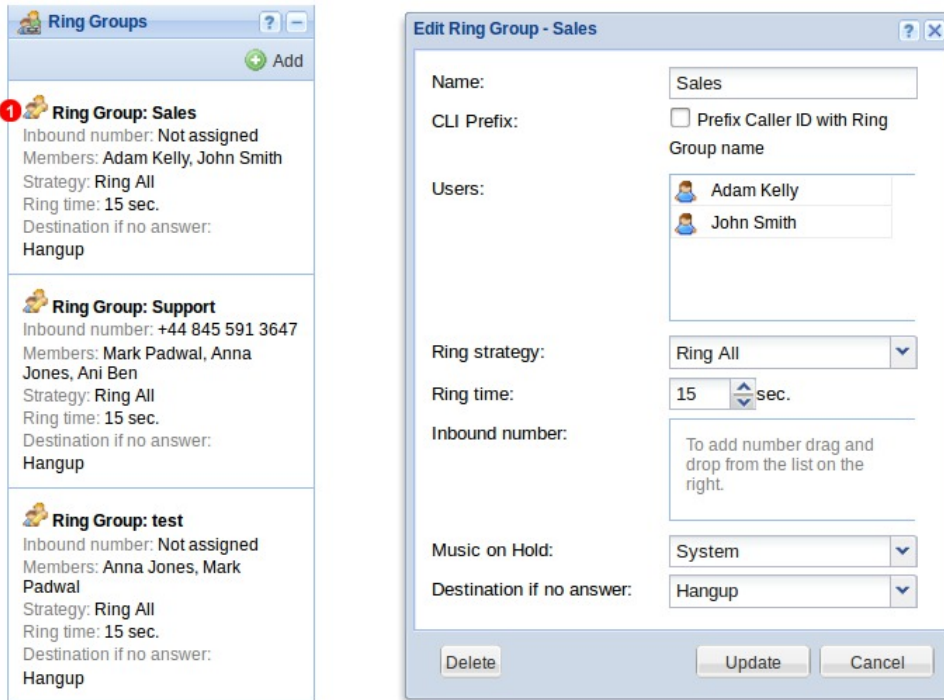 Ring Groups
?
Add
1
Ring Group: Sales
Inbound number: Not assigned
Members: Adam Kelly, John Smith
Strategy: Ring All
Ring time: 15 sec.
Destination if no answer:
Hangup
Ring Group: Support
Inbound number: +44 845 591 3647
Members: Mark Padwal, Anna
Jones, Ani Ben
Strategy: Ring All
Ring time: 15 sec.
Destination if no answer:
Hangup
Ring Group: test
Inbound number: Not assigned
Members: Anna Jones, Mark
Padwal
Strategy: Ring All
Ring time: 15 sec.
Destination if no answer:
Hangup
Edit Ring Group - Sales
?
Name: Sales
CLI Prefix: Prefix Caller ID with Ring
Group name
Users: Adam Kelly
John Smith
Ring strategy: Ring All
Ring time: 15 sec.
Inbound number: To add number drag and
drop from the list on the
right.
Music on Hold: System
Destination if no answer: Hangup
Delete Update Cancel